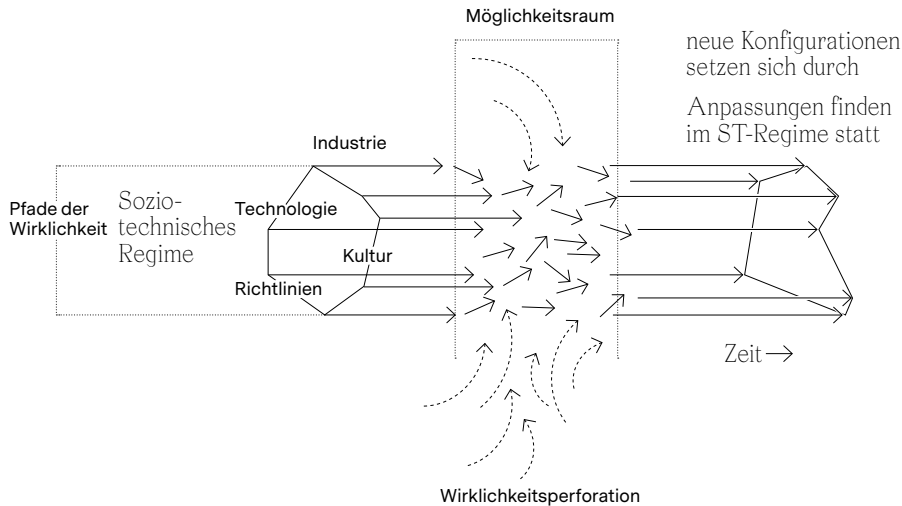 Möglichkeitsraum
neue Konfigurationen
setzen sich durch
Anpassungen finden
im ST-Regime statt
Industrie
Pfade der
Wirklichkeit
Sozio-
technisches
Regime
Technologie
Kultur
Richtlinien
Zeit
Wirklichkeitsperforation